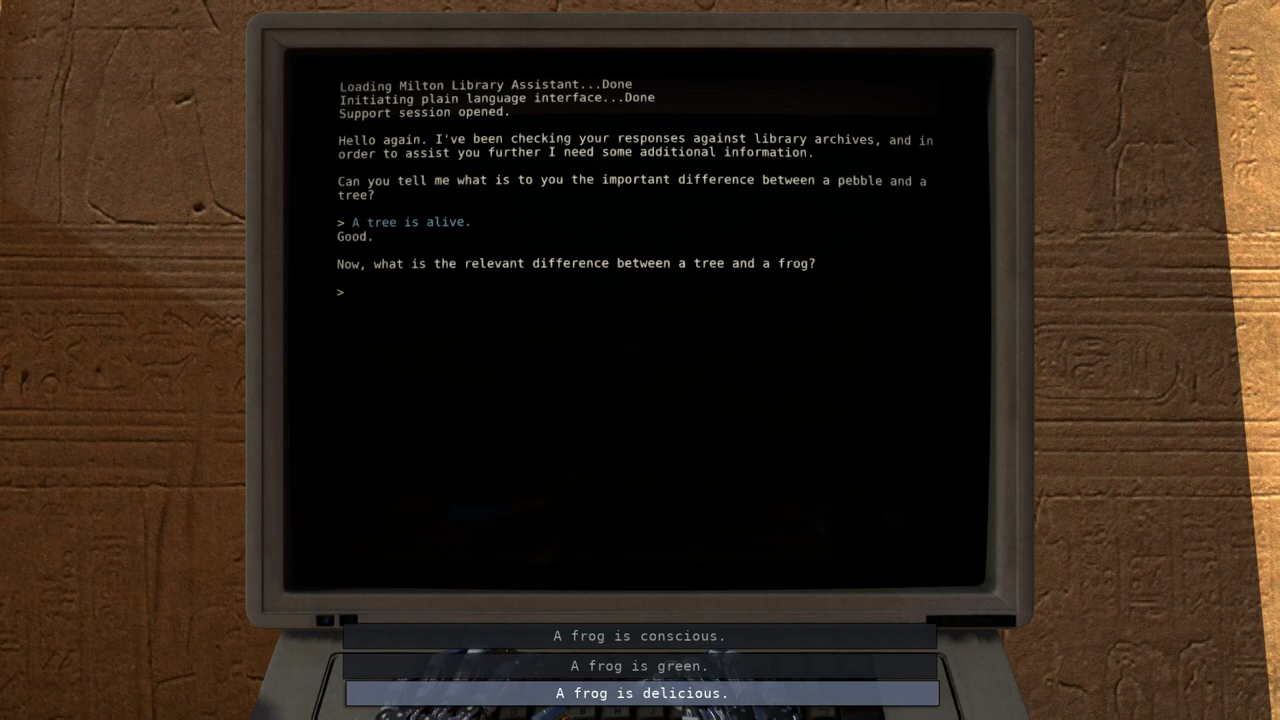 Loading Milton Library Assistant...Done
Initiating plain language interface...Done
Support session opened.
Hello again. I've been checking your responses against library archives, and in
order to assist you further I need some additional information.
Can you tell me what is to you the important difference between a pebble and a
tree?
> A tree is alive.
Good.
Now, what is the relevant difference between a tree and a frog?
>
A frog is conscious.
A frog is green.
A frog is delicious.